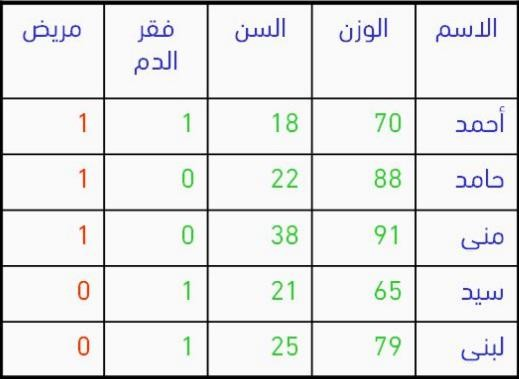 الاسم الوزن السن فقر الدم مريض
أحمد 70 18 1 1
حامد 88 22 0 1
منى 91 38 0 1
سيد 65 21 1 0
لبنى 79 25 1 0